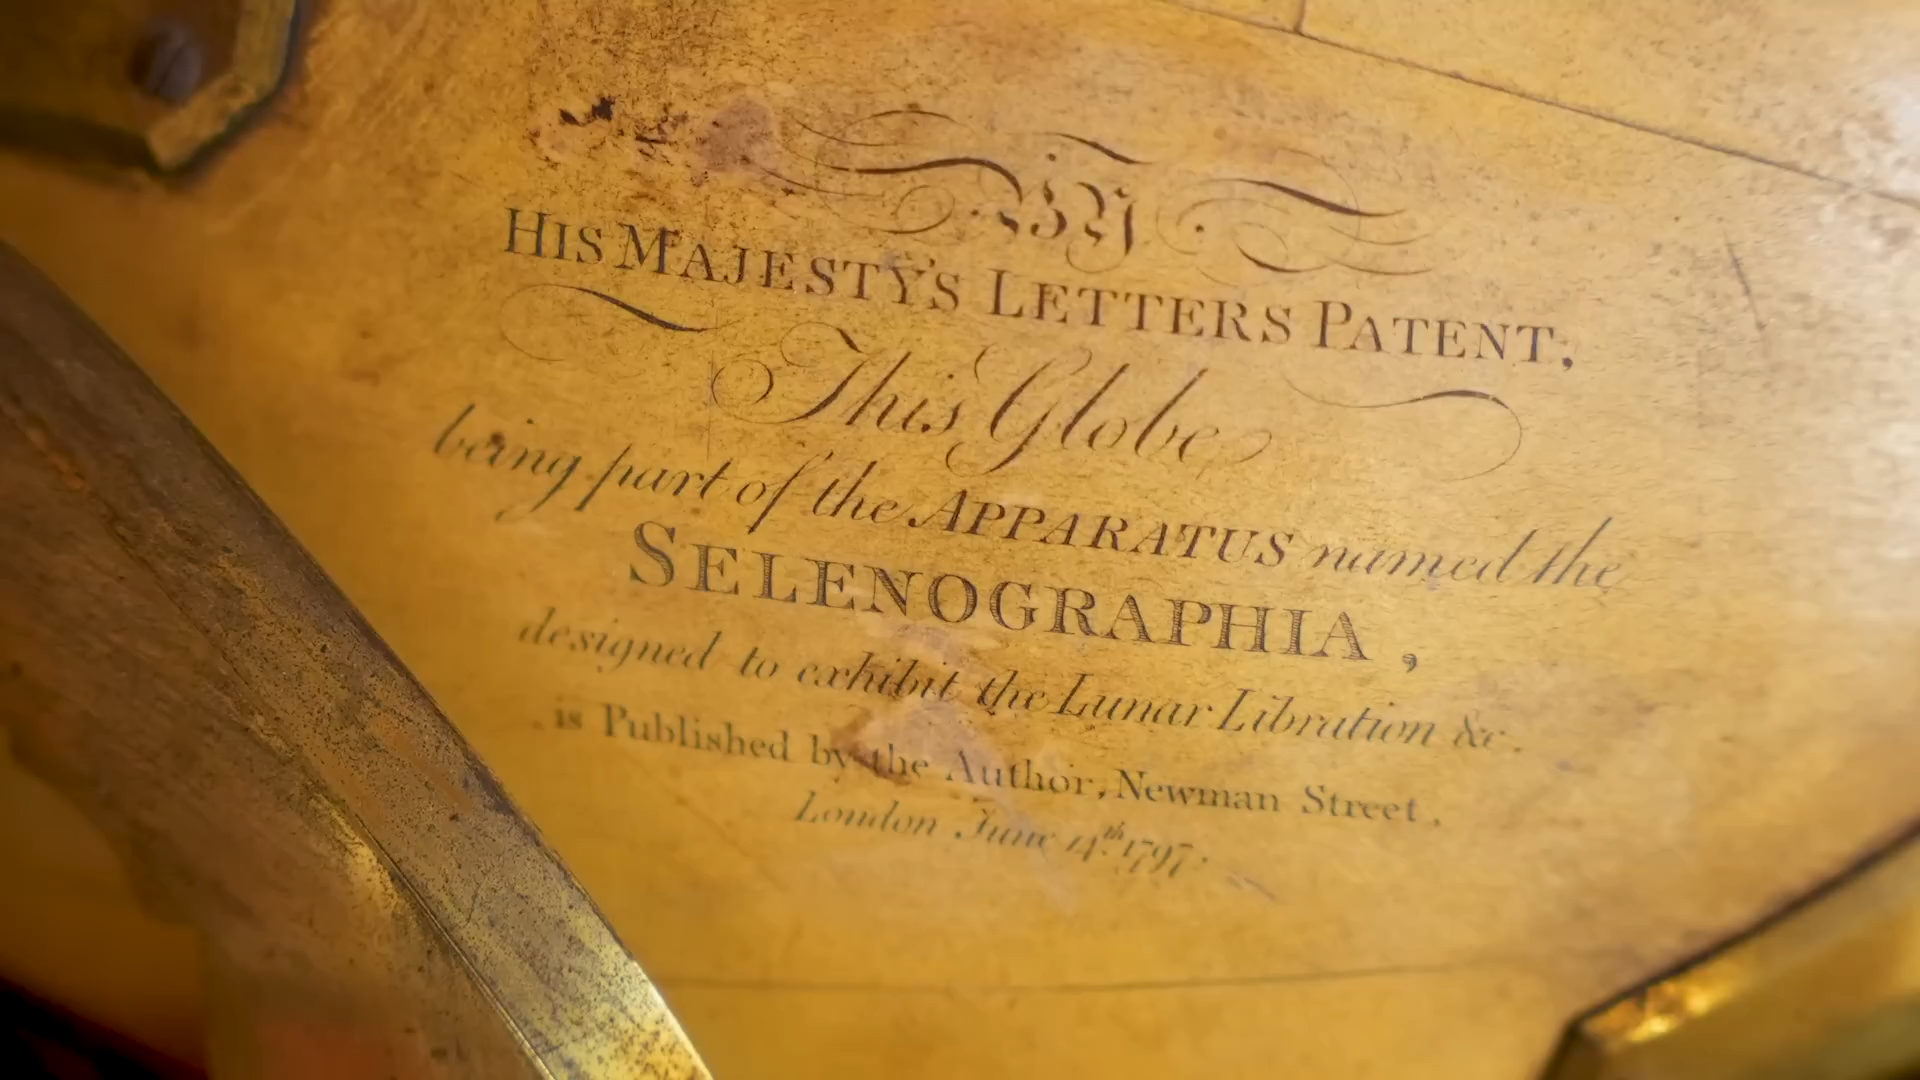 By
HIS MAJESTY'S LETTERS PATENT,
This Globe
being part of the APPARATUS named the
SELENOGRAPHIA,
designed to exhibit the Lunar Libration &c.
is Published by the Author, Newman Street,
London June 14th 1797.